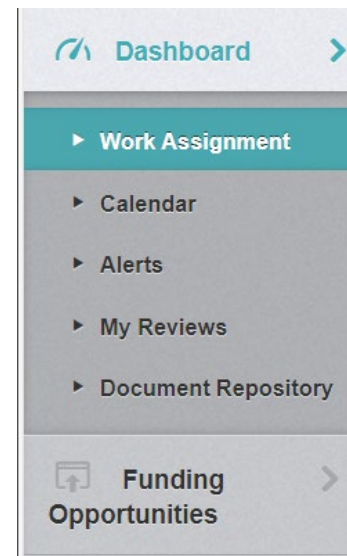 Dashboard
Work Assignment
Calendar
Alerts
My Reviews
Document Repository
Funding
Opportunities